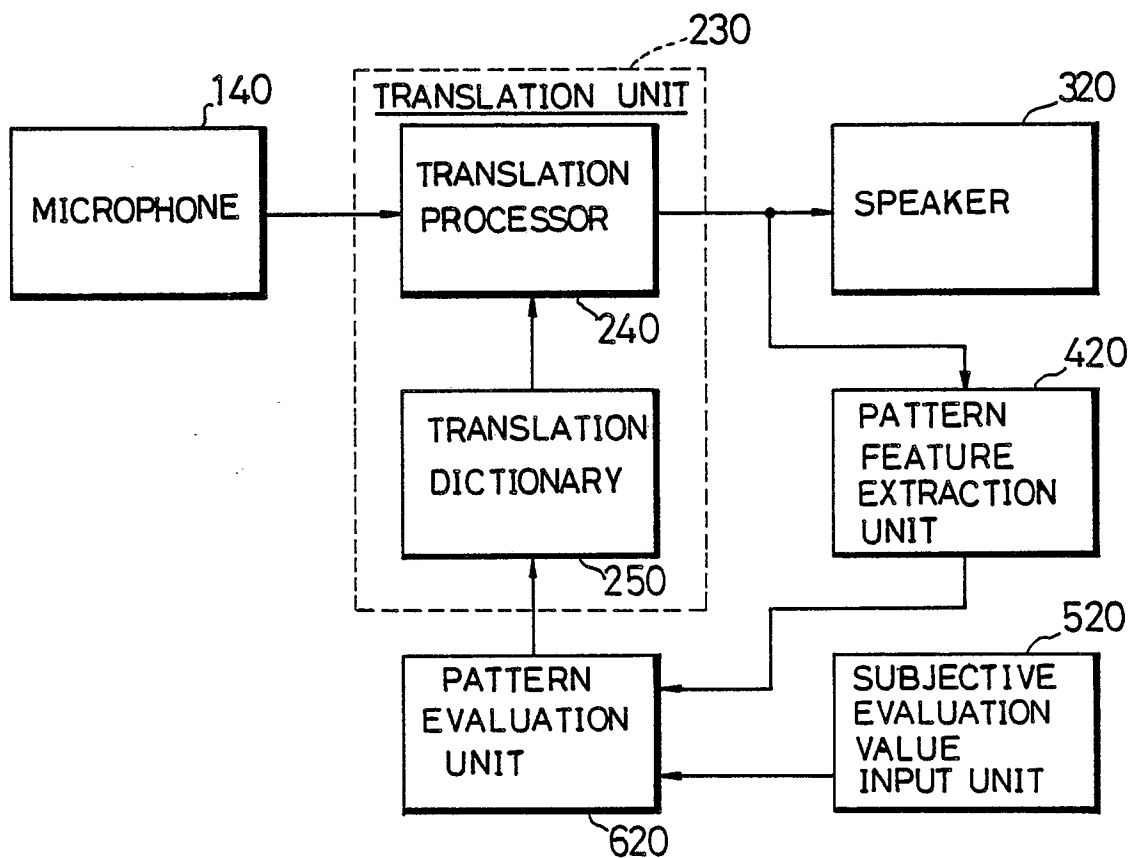 230
140
TRANSLATION UNIT
320
MICROPHONE
TRANSLATION
PROCESSOR
SPEAKER
240
420
TRANSLATION
DICTIONARY
PATTERN
FEATURE
EXTRACTION
UNIT
250
520
PATTERN
EVALUATION
UNIT
SUBJECTIVE
EVALUATION
VALUE
INPUT UNIT
620